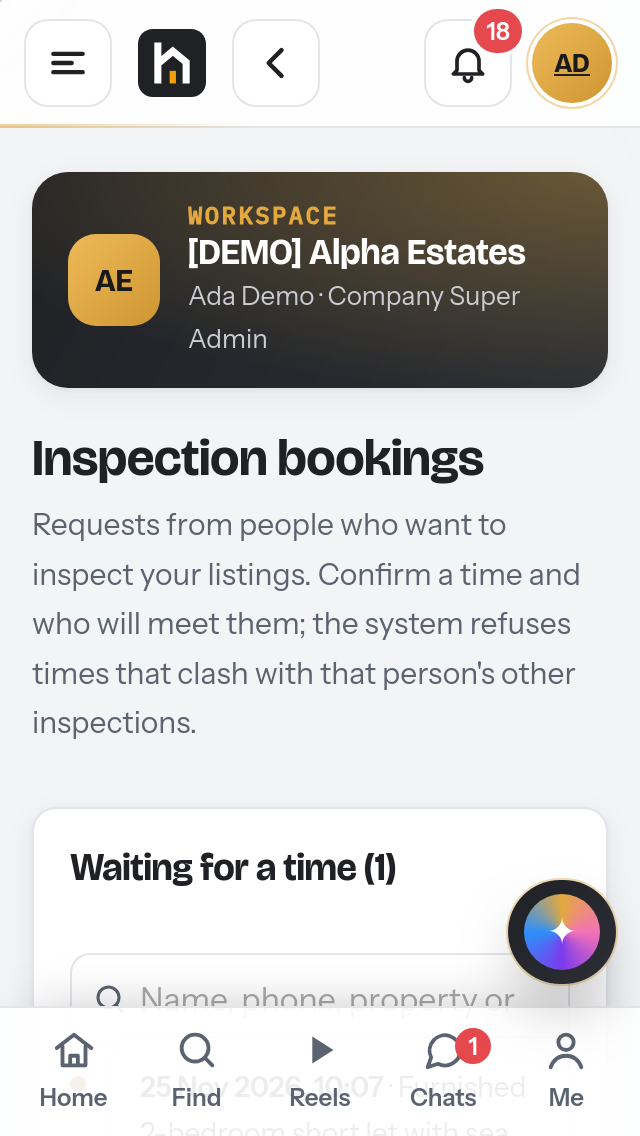 18
AD
WORKSPACE
[DEMO] Alpha Estates
AE
Ada Demo · Company Super
Admin
Inspection bookings
Requests from people who want to
inspect your listings. Confirm a time and
who will meet them; the system refuses
times that clash with that person's other
inspections.
Waiting for a time (1)
Name, phone, property or
1
Home
Find
Reels
Chats
Me
25 Nov 2026, 10:07 · Furnished
2-bedroom short let with sea